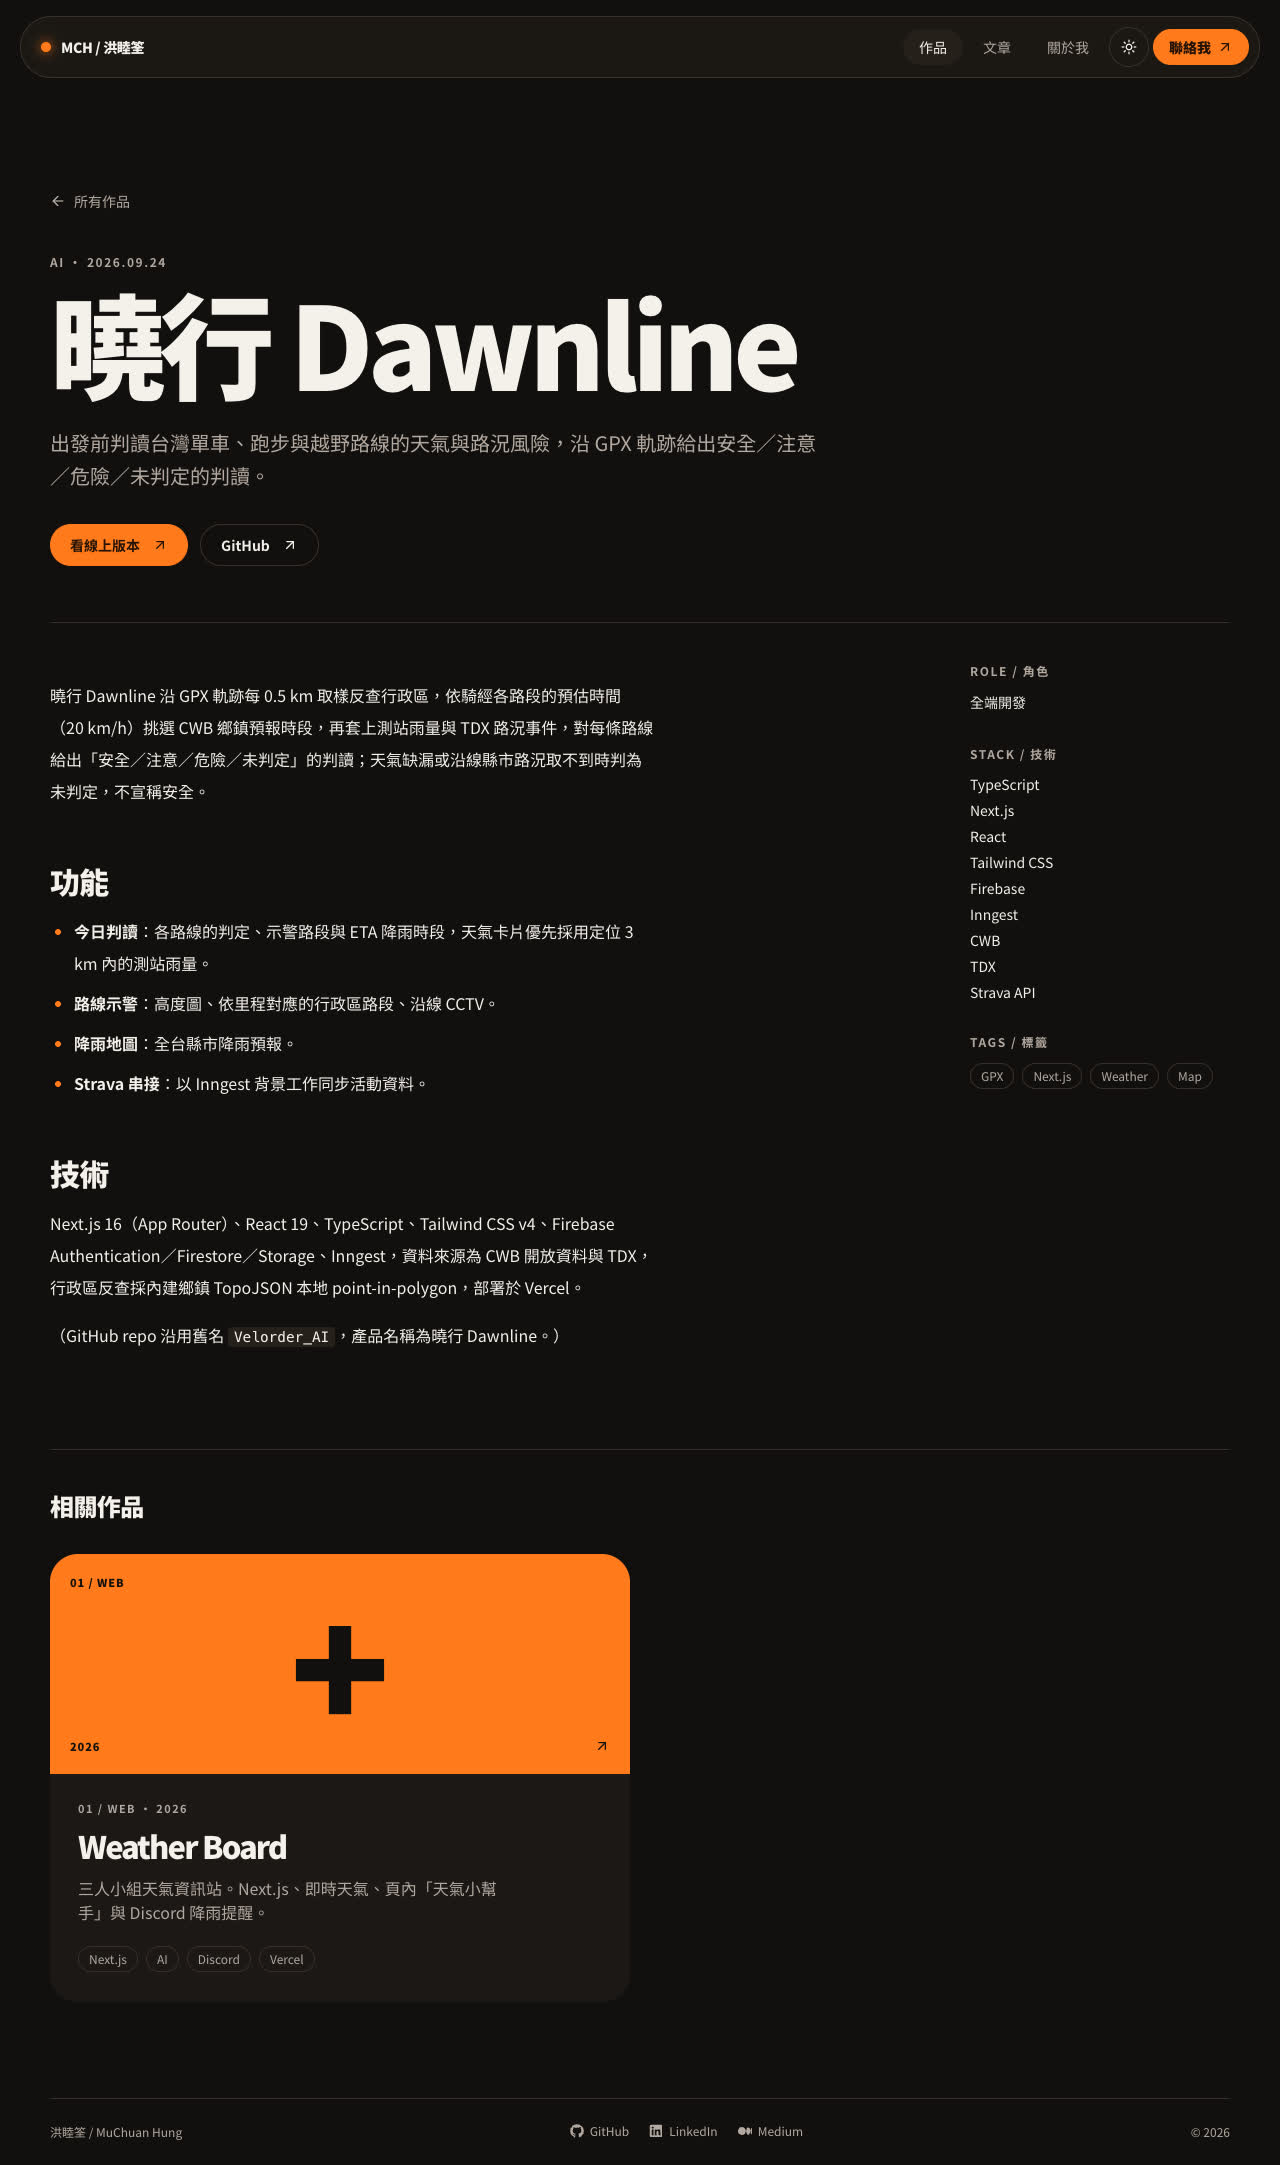 MCH / 洪睦筌
作品
文章
關於我
聯絡我
所有作品
AI ・ 2026.09.24
曉行 Dawnline
出發前判讀台灣單車、跑步與越野路線的天氣與路況風險，沿 GPX 軌跡給出安全／注意
／危險／未判定的判讀。
看線上版本
GitHub
曉行 Dawnline 沿 GPX 軌跡每 0.5 km 取樣反查行政區，依騎經各路段的預估時間
（20 km/h）挑選 CWB 鄉鎮預報時段，再套上測站雨量與 TDX 路況事件，對每條路線
給出「安全／注意／危險／未判定」的判讀；天氣缺漏或沿線縣市路況取不到時判為
未判定，不宣稱安全。
功能
今日判讀：各路線的判定、示警路段與 ETA 降雨時段，天氣卡片優先採用定位 3
km 內的測站雨量。
路線示警：高度圖、依里程對應的行政區路段、沿線 CCTV。
降雨地圖：全台縣市降雨預報。
Strava 串接：以 Inngest 背景工作同步活動資料。
技術
Next.js 16（App Router）、React 19、TypeScript、Tailwind CSS v4、Firebase
Authentication／Firestore／Storage、Inngest，資料來源為 CWB 開放資料與 TDX，
行政區反查採內建鄉鎮 TopoJSON 本地 point-in-polygon，部署於 Vercel。
（GitHub repo 沿用舊名 Velorder_AI，產品名稱為曉行 Dawnline。）
ROLE / 角色
全端開發
STACK / 技術
TypeScript
Next.js
React
Tailwind CSS
Firebase
Inngest
CWB
TDX
Strava API
TAGS / 標籤
GPX
Next.js
Weather
Map
相關作品
01 / WEB
+
2026
01 / WEB ・ 2026
Weather Board
三人小組天氣資訊站。Next.js、即時天氣、頁內「天氣小幫
手」與 Discord 降雨提醒。
Next.js
AI
Discord
Vercel
洪睦筌 / MuChuan Hung
GitHub
LinkedIn
Medium
© 2026